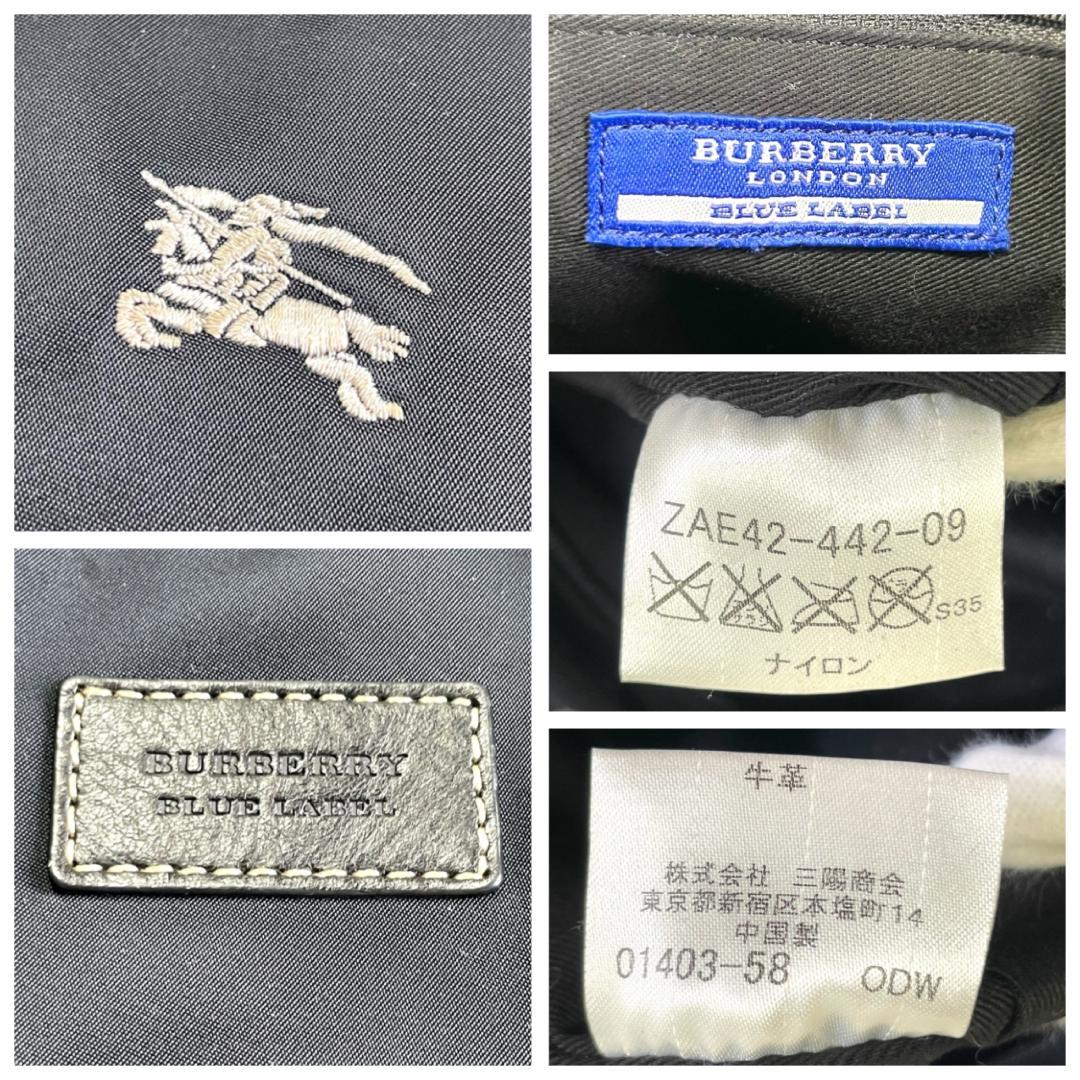 BURBERRY
LONDON
BLUE LABEL
ZAE42-442-09
S35
ナイロン
BURBERRY
BLUE LABEL
牛革
株式会社 三陽商会
東京都新宿区本塩町14
中国製
01403-58 ODW